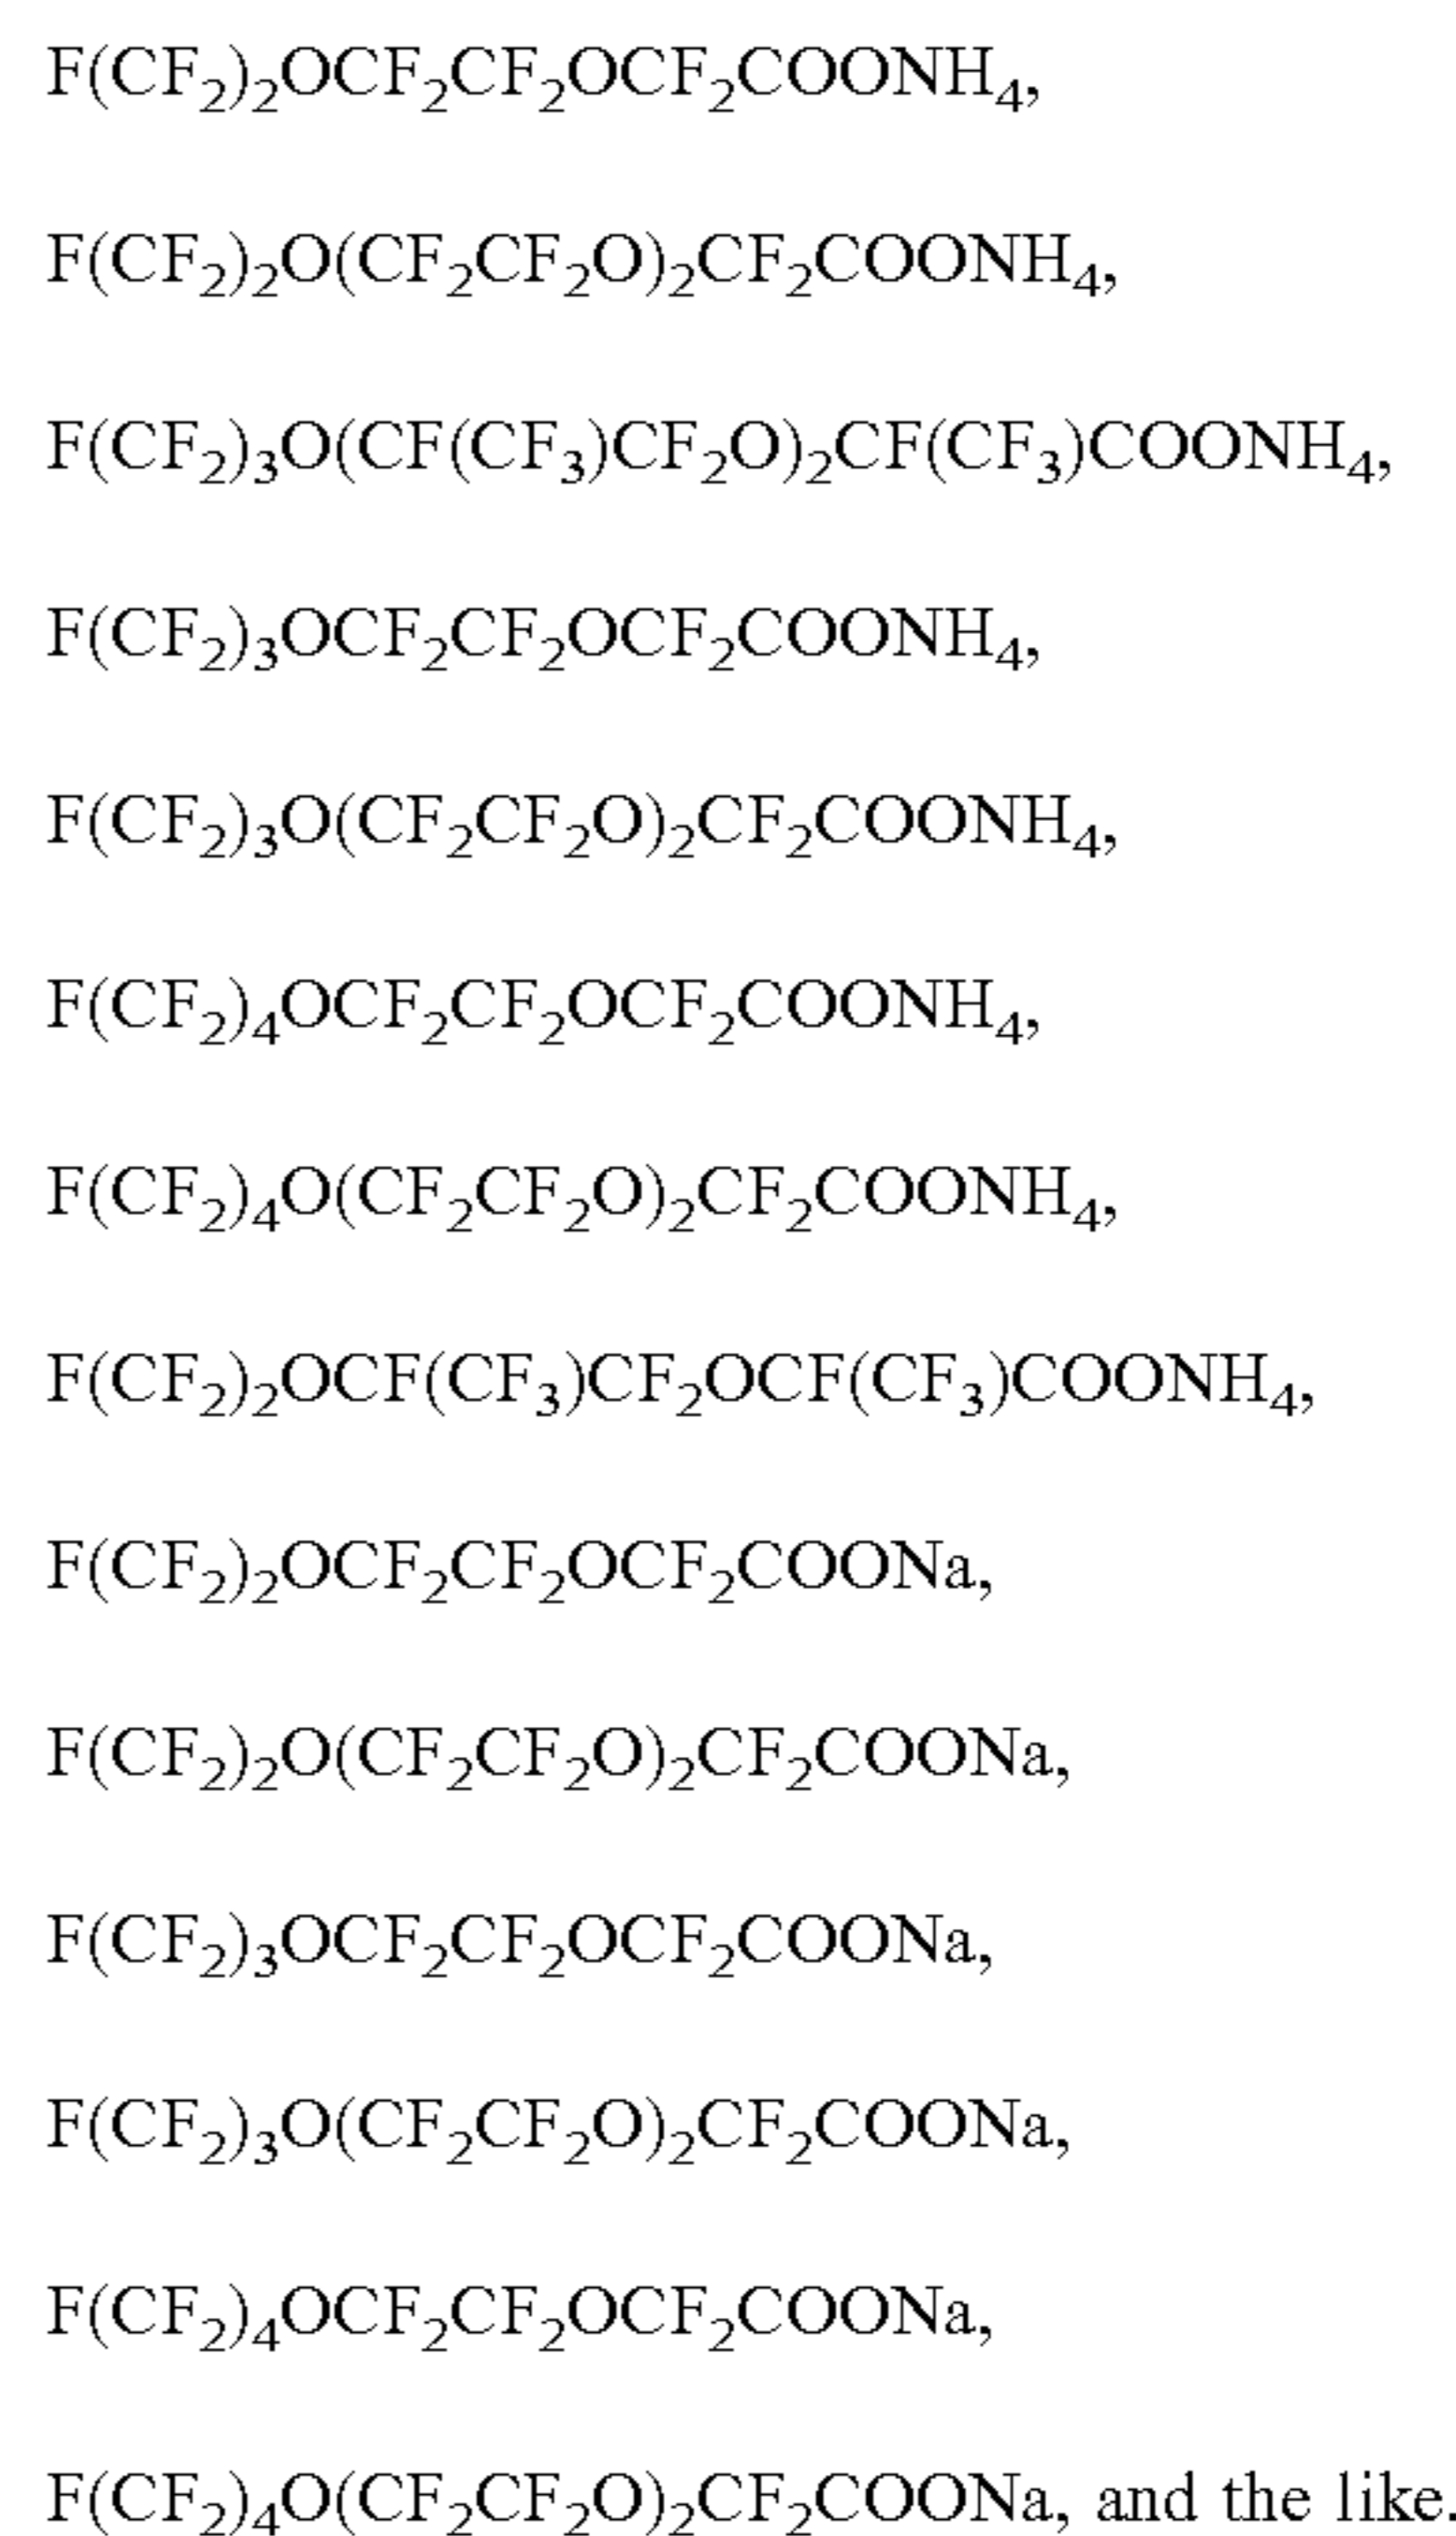 F(CF₂)₂OCF₂CF₂OCF₂COONH₄,
F(CF₂)₂O(CF₂CF₂O)₂CF₂COONH₄,
F(CF₂)₃O(CF(CF₃)CF₂O)₂CF(CF₃)COONH₄,
F(CF₂)₃OCF₂CF₂OCF₂COONH₄,
F(CF₂)₃O(CF₂CF₂O)₂CF₂COONH₄,
F(CF₂)₄OCF₂CF₂OCF₂COONH₄,
F(CF₂)₄O(CF₂CF₂O)₂CF₂COONH₄,
F(CF₂)₂OCF(CF₃)CF₂OCF(CF₃)COONH₄,
F(CF₂)₂OCF₂CF₂OCF₂COONa,
F(CF₂)₂O(CF₂CF₂O)₂CF₂COONa,
F(CF₂)₃OCF₂CF₂OCF₂COONa,
F(CF₂)₃O(CF₂CF₂O)₂CF₂COONa,
F(CF₂)₄OCF₂CF₂OCF₂COONa,
F(CF₂)₄O(CF₂CF₂O)₂CF₂COONa, and the like.